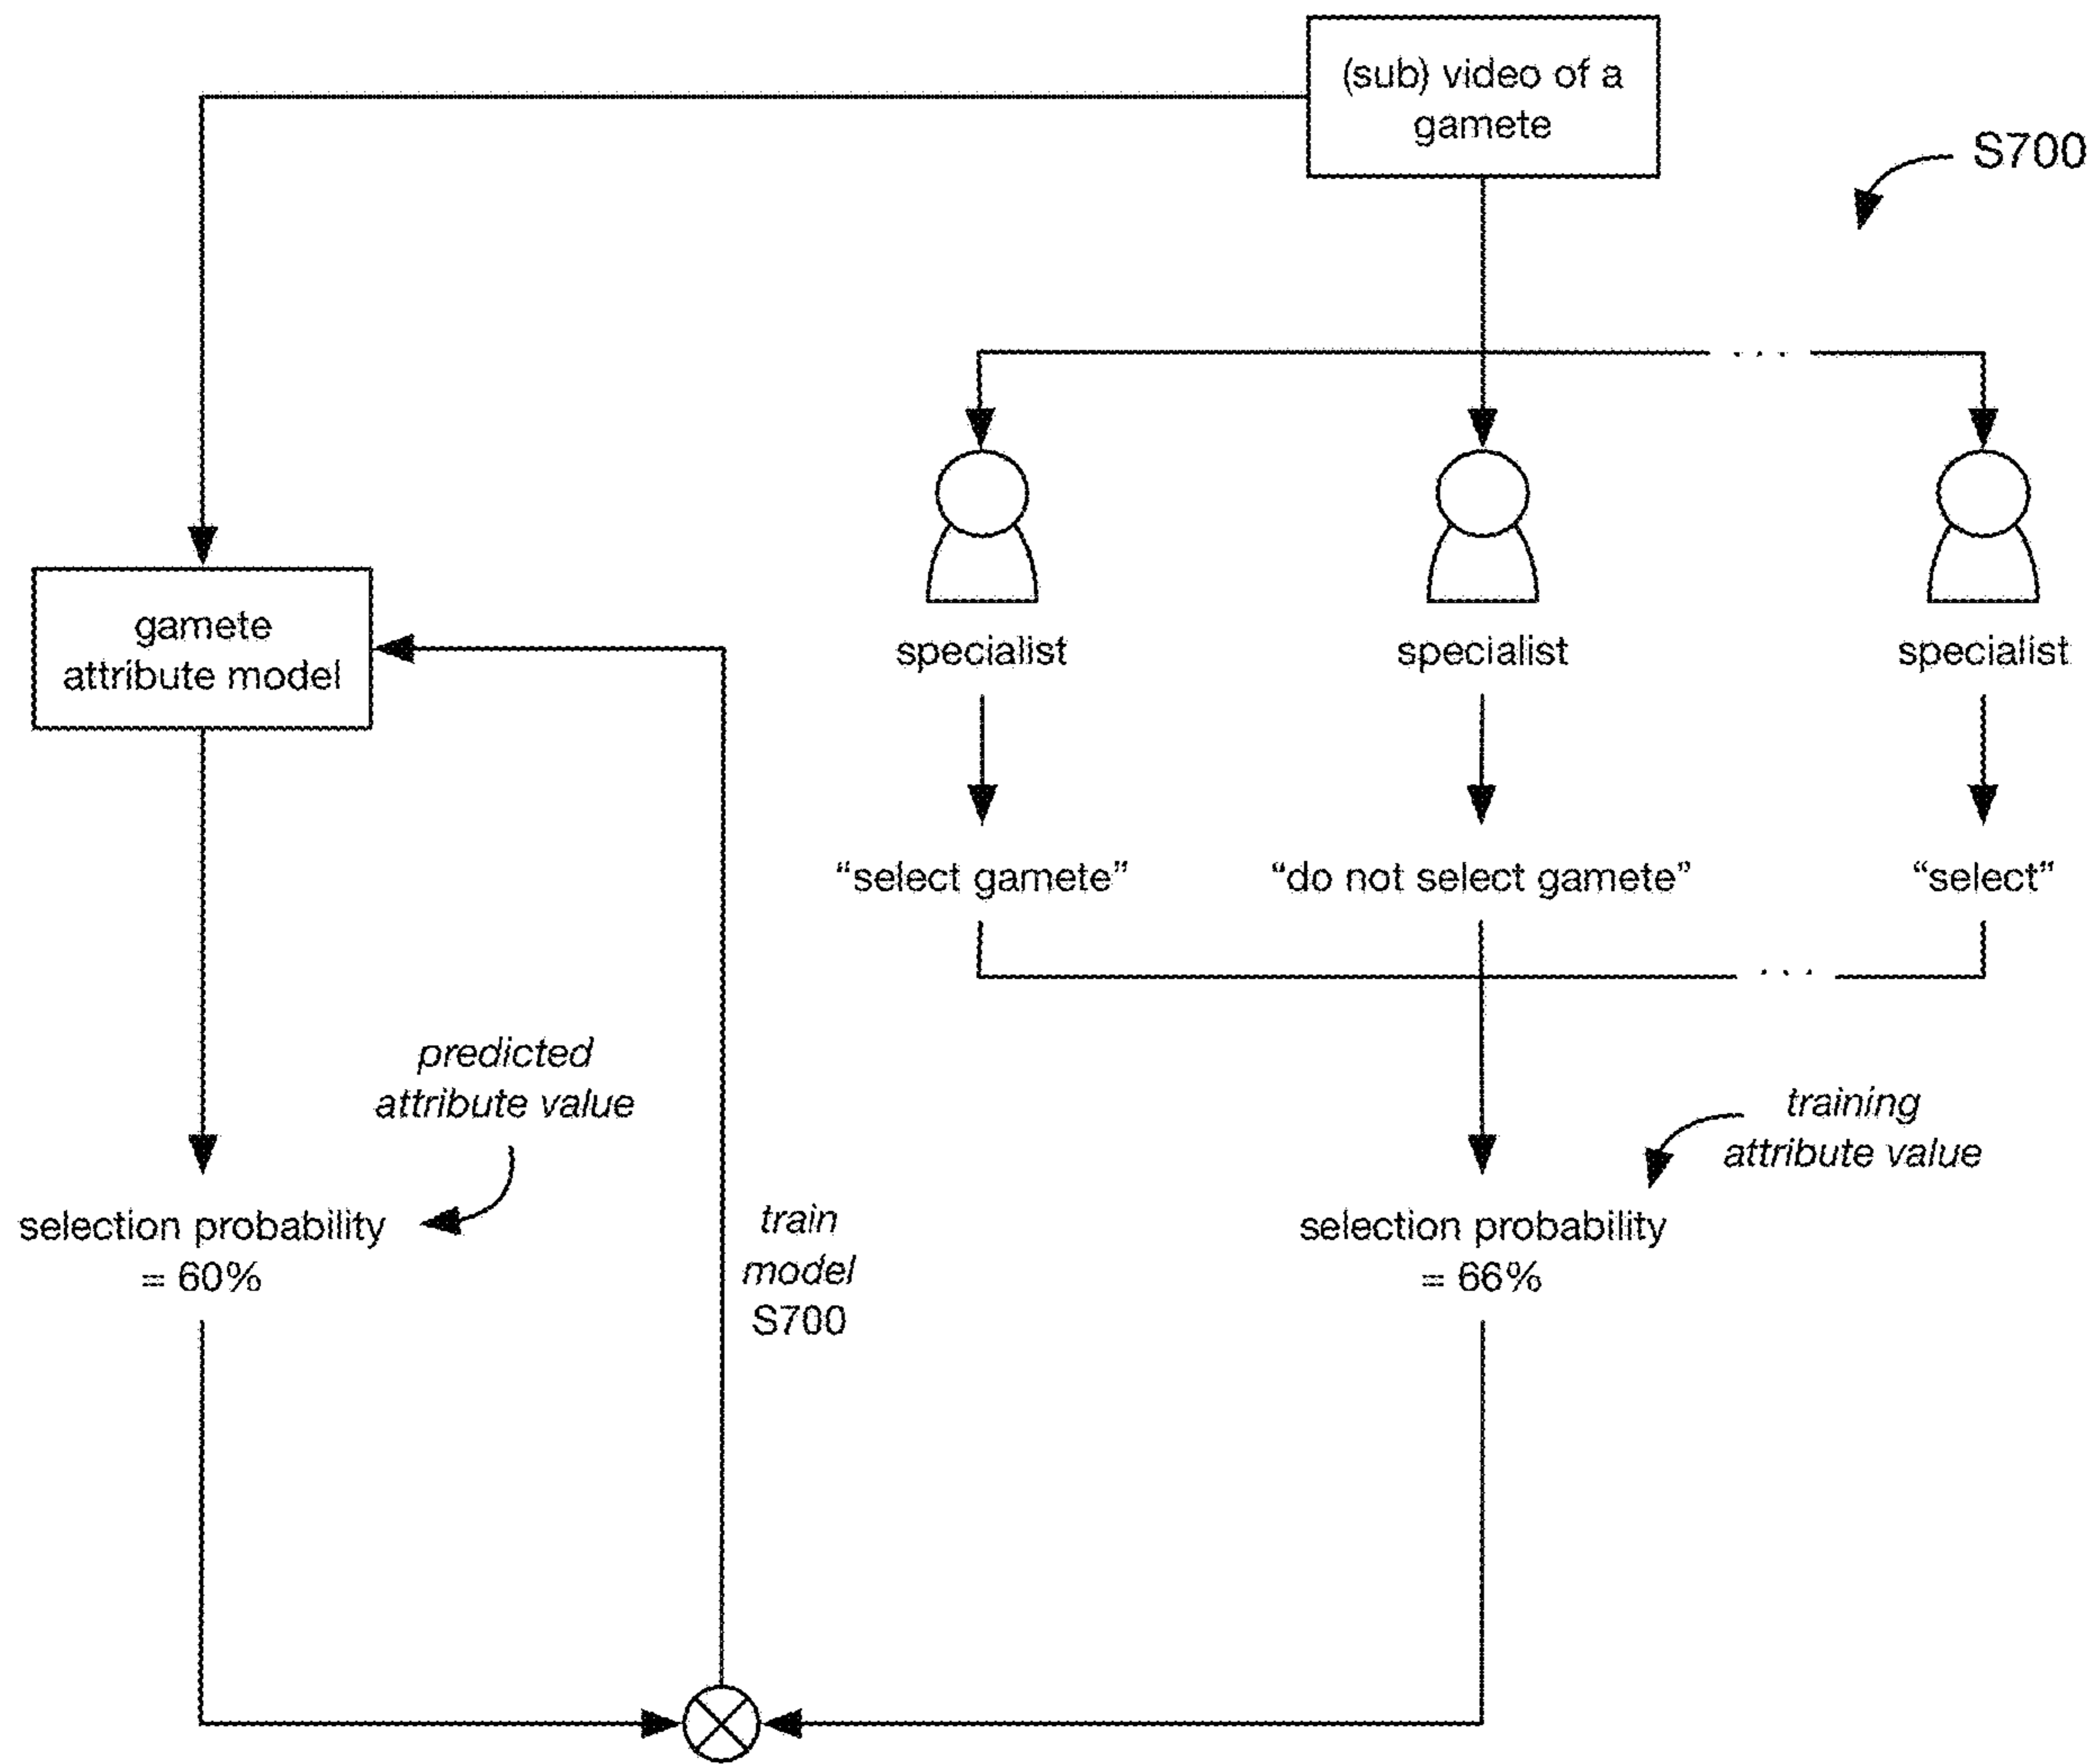 (sub) video of a
gamete
S700
gamete
attribute model
specialist
specialist
specialist
“select gamete”
“do not select gamete”
“select”
predicted
attribute value
training
attribute value
selection probability
= 60%
train
model
S700
selection probability
= 66%